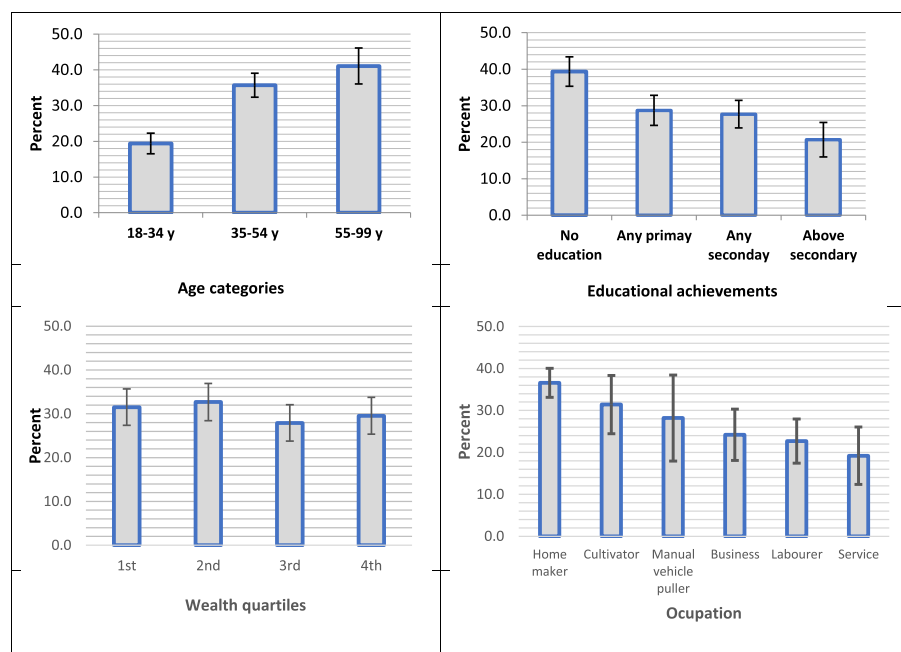 50.0
40.0
30.0
20.0
10.0
0.0
Percent
18-34 y 35-54 y 55-99 y
Age categories
50.0
40.0
30.0
20.0
10.0
0.0
Percent
No education Any primay Any seconday Above secondary
Educational achievements
50.0
40.0
30.0
20.0
10.0
0.0
Percent
1st 2nd 3rd 4th
Wealth quartiles
50.0
40.0
30.0
20.0
10.0
0.0
Percent
Home maker Cultivator Manual vehicle puller Business Labourer Service
Ocupation